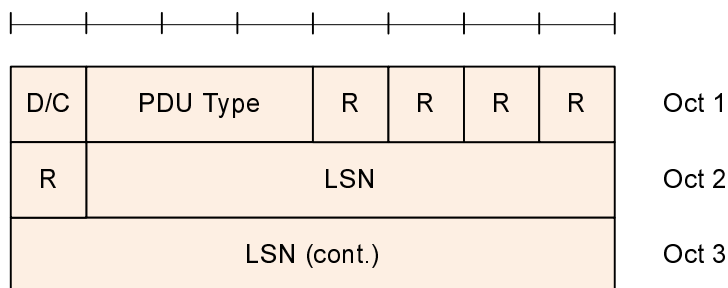 D/C PDU Type R R R R Oct 1
R LSN Oct 2
LSN (cont.) Oct 3